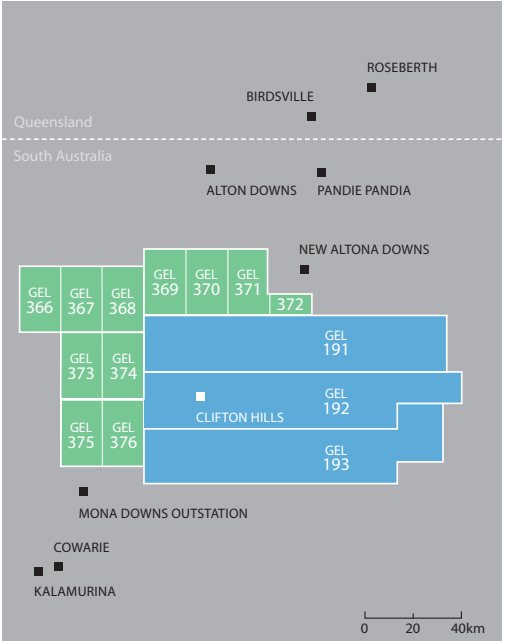 ROSEBERTH
BIRDSVILLE
Queensland
South Australia
ALTON DOWNS
PANDIE PANDIA
NEW ALTONA DOWNS
GEL
366
GEL
367
GEL
368
GEL
369
GEL
370
GEL
371
372
GEL
191
GEL
373
GEL
374
GEL
192
CLIFTON HILLS
GEL
375
GEL
376
GEL
193
MONA DOWNS OUTSTATION
COWARIE
KALAMURINA
0 20 40km